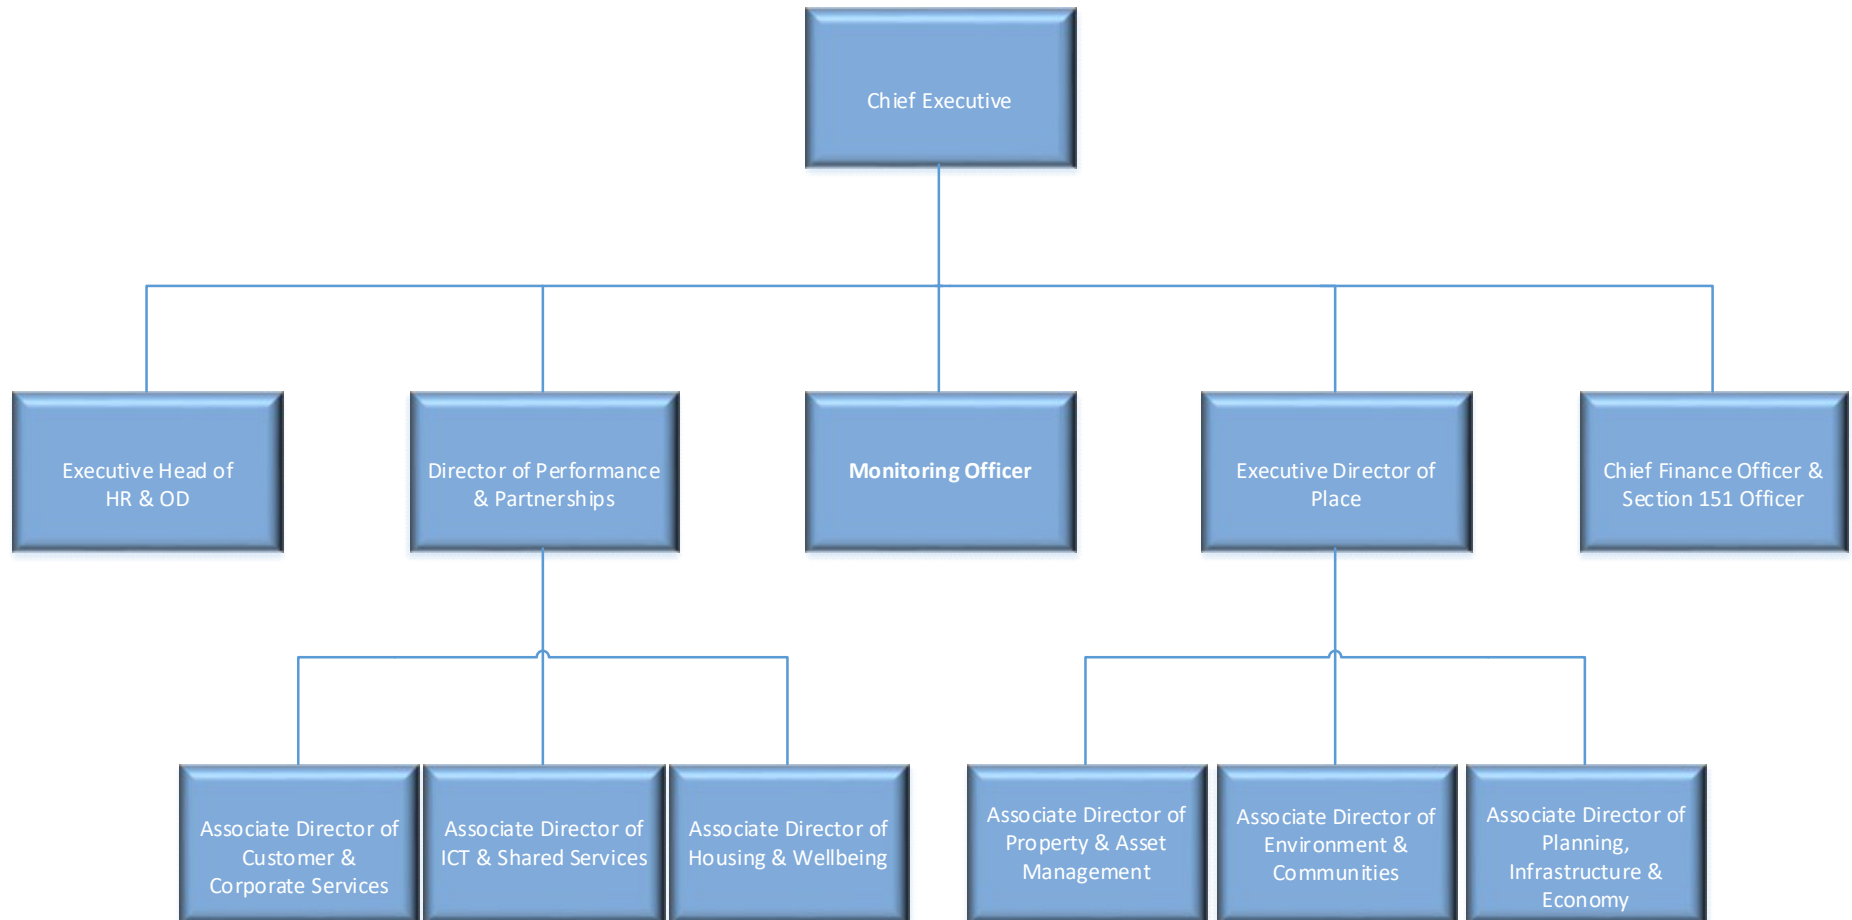 Chief Executive
Executive Head of
HR & OD
Director of Performance
& Partnerships
Monitoring Officer
Executive Director of
Place
Chief Finance Officer &
Section 151 Officer
Associate Director of
Customer &
Corporate Services
Associate Director of
ICT & Shared Services
Associate Director of
Housing & Wellbeing
Associate Director of
Property & Asset
Management
Associate Director of
Environment &
Communities
Associate Director of
Planning,
Infrastructure &
Economy